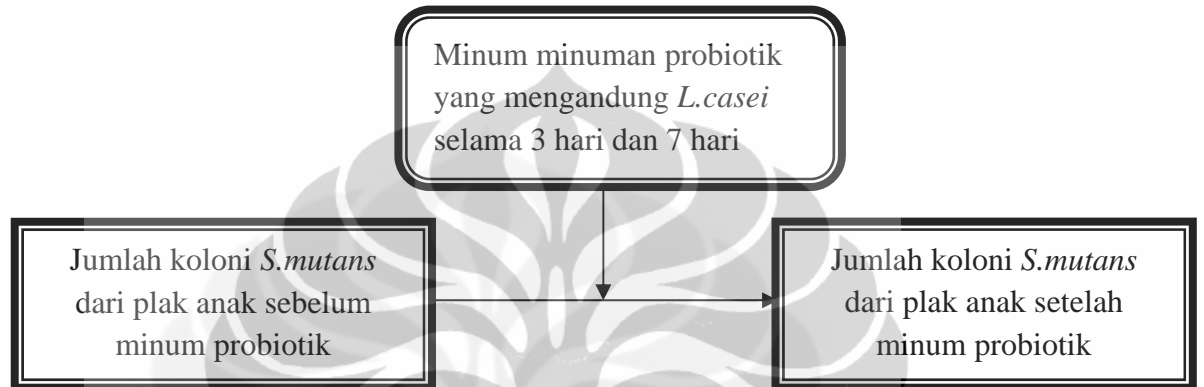 Minum minuman probiotik
yang mengandung L.casei
selama 3 hari dan 7 hari
Jumlah koloni S.mutans
dari plak anak sebelum
minum probiotik
Jumlah koloni S.mutans
dari plak anak setelah
minum probiotik